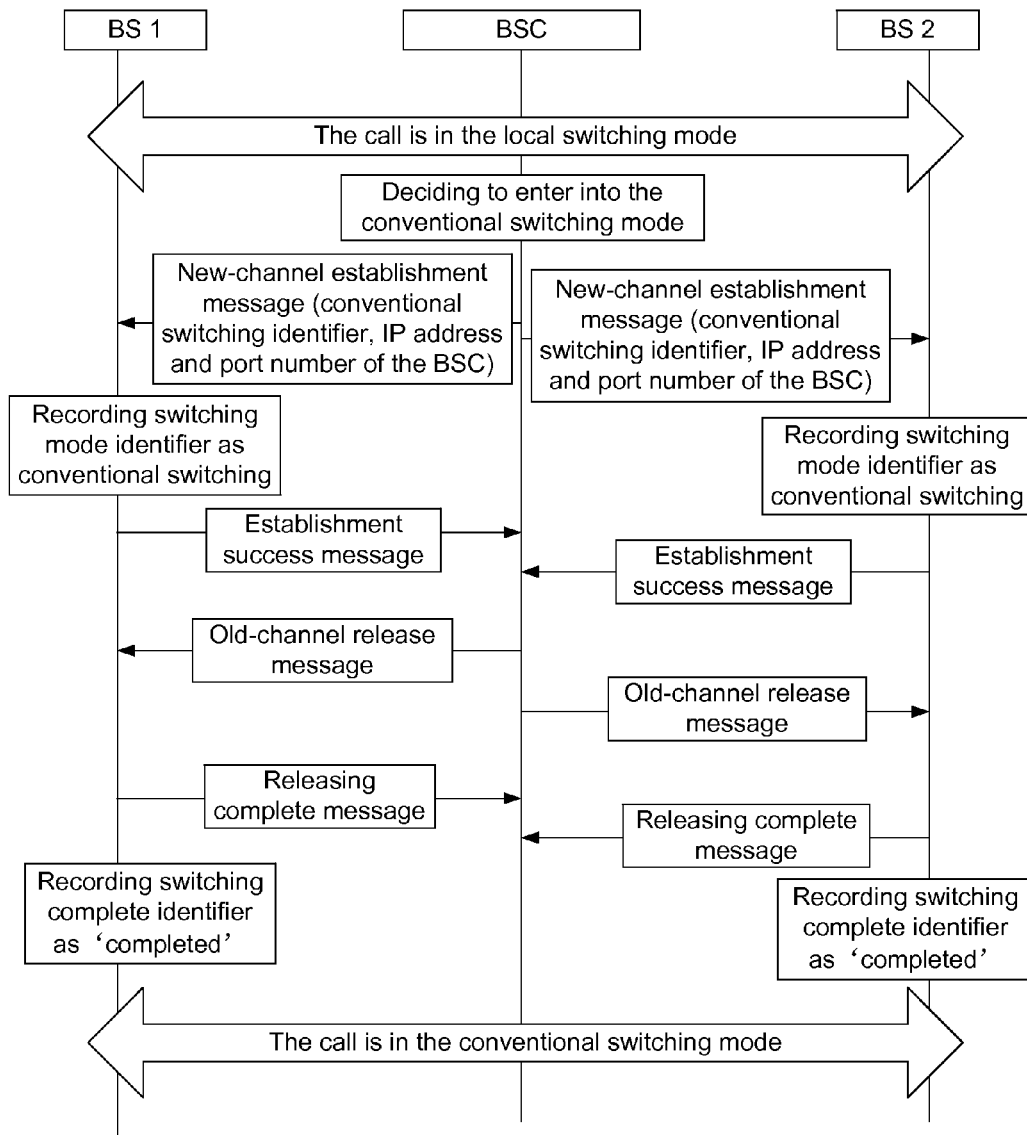 BS 1
BSC
BS 2
The call is in the local switching mode
Deciding to enter into the
conventional switching mode
New-channel establishment
message (conventional
switching identifier, IP address
and port number of the BSC)
New-channel establishment
message (conventional
switching identifier, IP address
and port number of the BSC)
Recording switching
mode identifier as
conventional switching
Recording switching
mode identifier as
conventional switching
Establishment
success message
Establishment
success message
Old-channel release
message
Old-channel release
message
Releasing
complete message
Releasing complete
message
Recording switching
complete identifier
as ‘completed’
Recording switching
complete identifier
as ‘completed’
The call is in the conventional switching mode